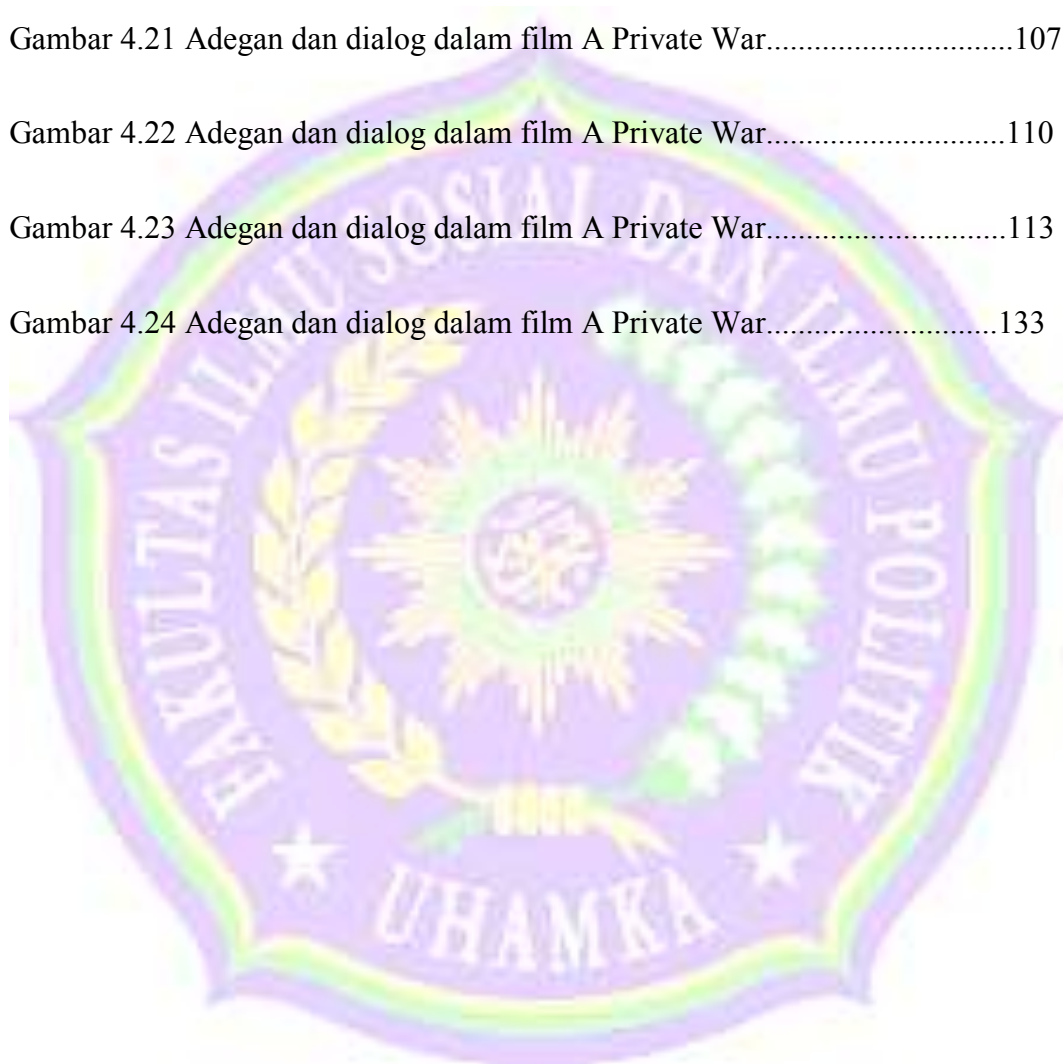 Gambar 4.21 Adegan dan dialog dalam film A Private War............................107
Gambar 4.22 Adegan dan dialog dalam film A Private War...........................110
Gambar 4.23 Adegan dan dialog dalam film A Private War...........................113
Gambar 4.24 Adegan dan dialog dalam film A Private War..........................133
FAKULTAS ILMU SOSIAL DAN ILMU POLITIK
UHAMKA